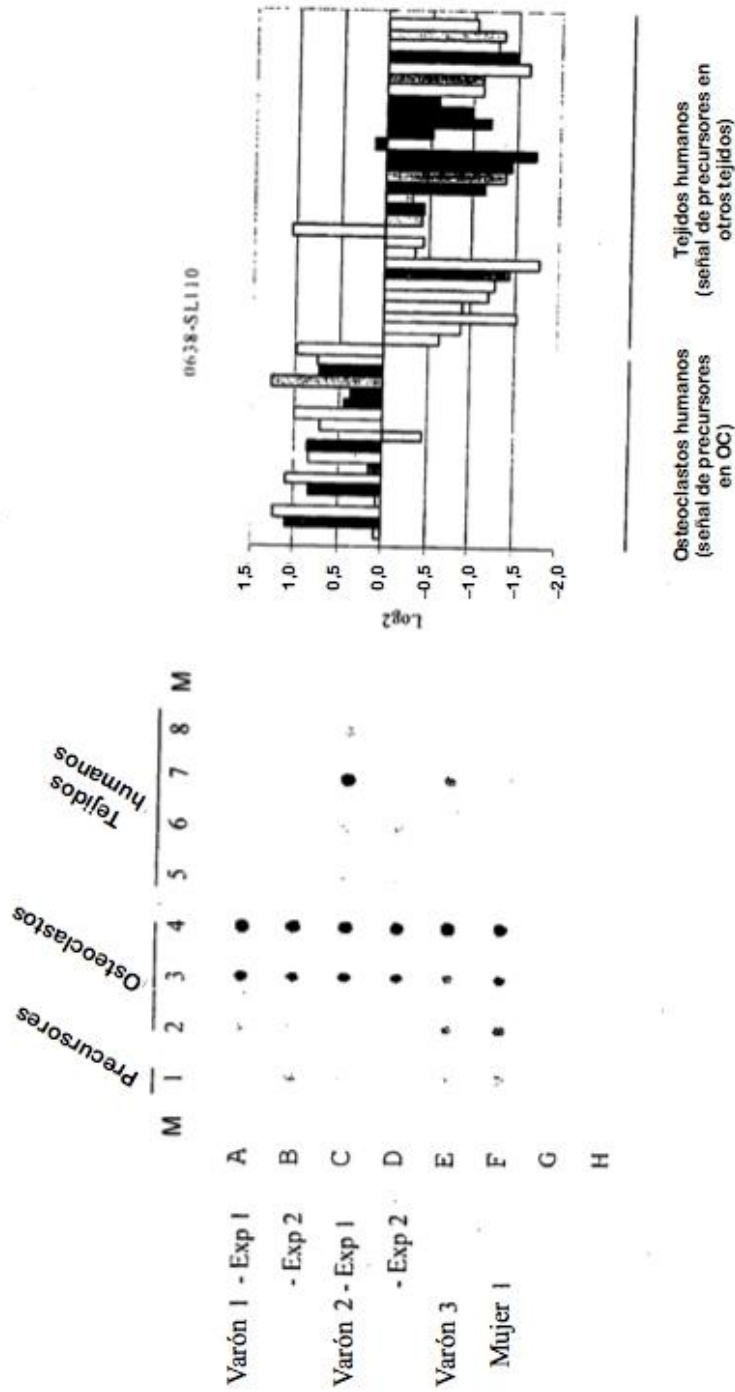 Precursores
Osteoclastos
Tejidos
humanos
M 1 2 3 4 5 6 7 8 M
Varón 1 - Exp 1 A
- Exp 2 B
Varón 2 - Exp 1 C
- Exp 2 D
Varón 3 E
Mujer 1 F
G
H
0638-SL110
Log2
1,5
1,0
0,5
0,0
-0,5
-1,0
-1,5
-2,0
Osteoclastos humanos
(señal de precursores
en OC)
Tejidos humanos
(señal de precursores en
otros tejidos)